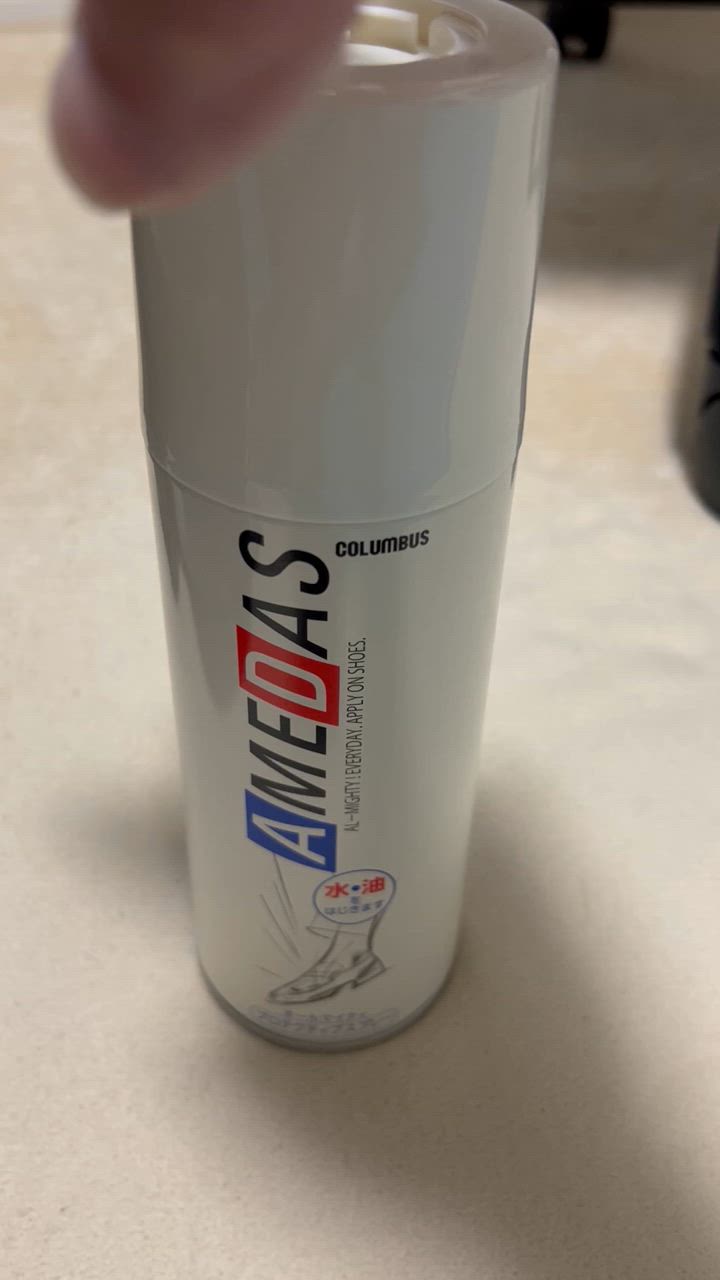 COLUMBUS
AMEDAS
AL–MIGHTY! EVERYDAY. APPLY ON SHOES.
水・油
を
はじきます